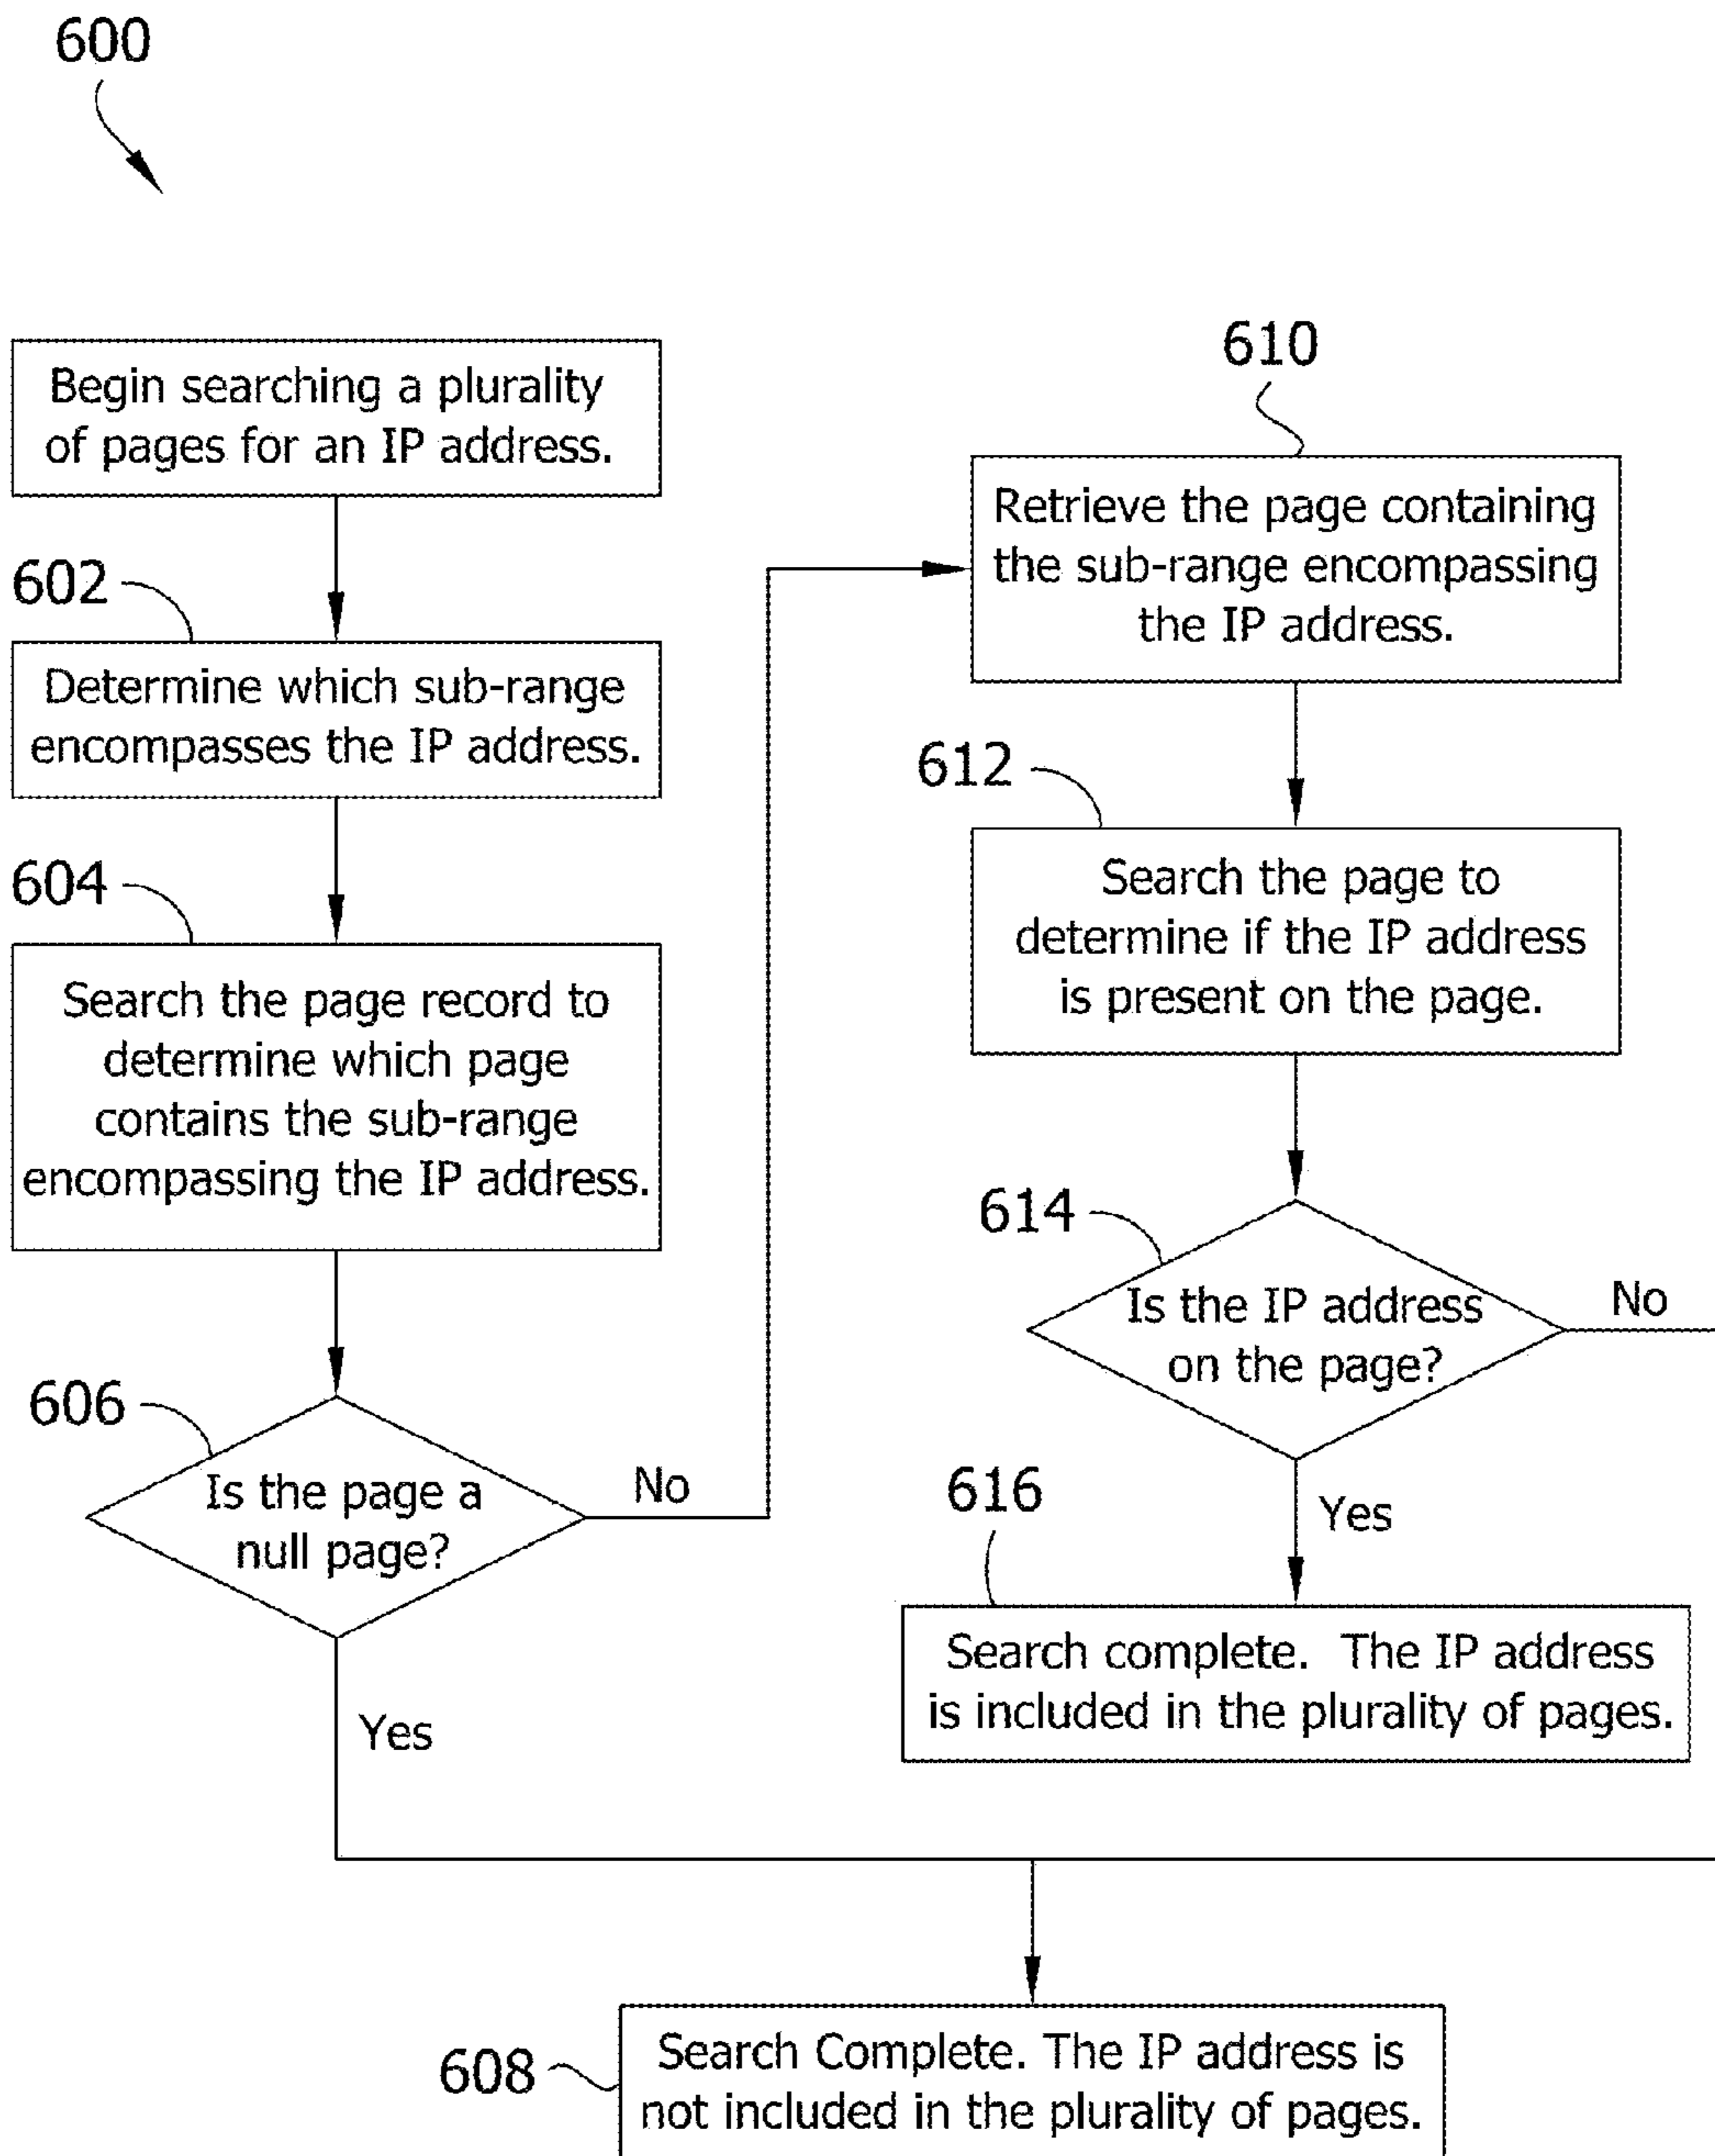 600
Begin searching a plurality
of pages for an IP address.
602
Determine which sub-range
encompasses the IP address.
604
Search the page record to
determine which page
contains the sub-range
encompassing the IP address.
606
Is the page a
null page?
No
Yes
610
Retrieve the page containing
the sub-range encompassing
the IP address.
612
Search the page to
determine if the IP address
is present on the page.
614
Is the IP address
on the page?
No
Yes
616
Search complete. The IP address
is included in the plurality of pages.
608
Search Complete. The IP address is
not included in the plurality of pages.